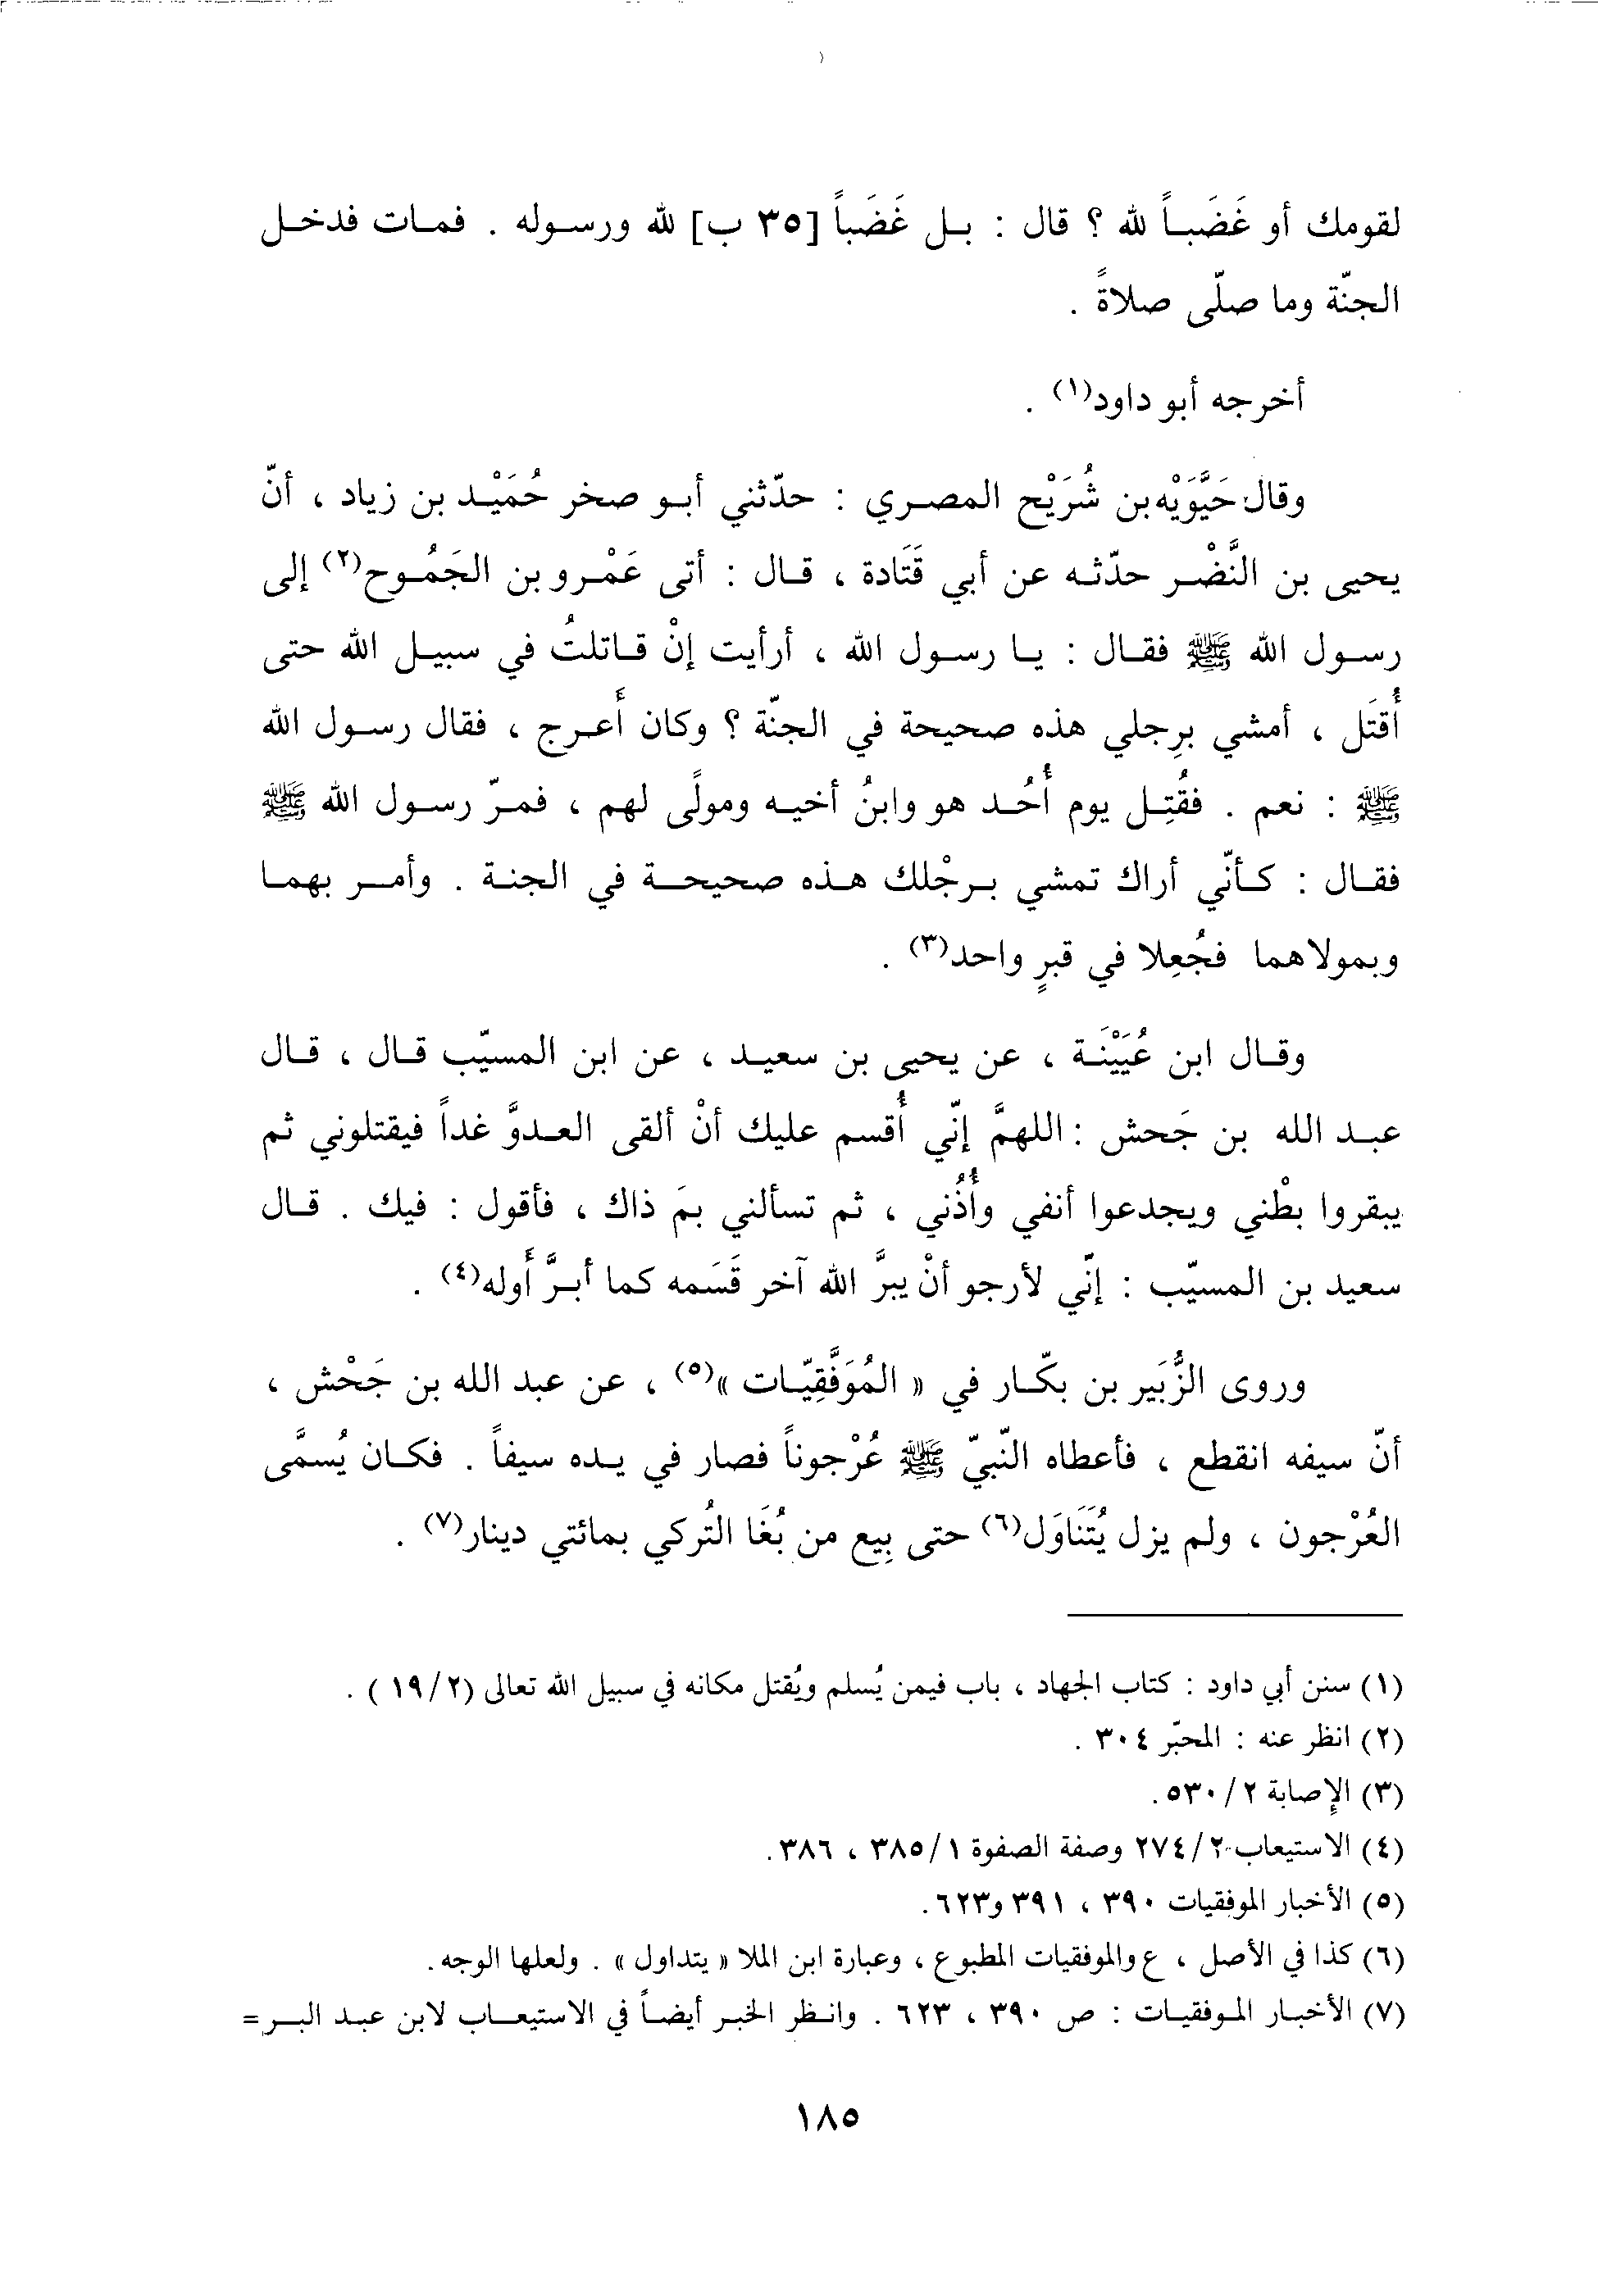 لقومك أو غَضَباً لله ؟ قال : بل غَضَباً [٣٥ ب] لله ورسوله . فمات فدخل
الجنّة وما صلّى صلاةً .
أخرجه أبو داود(١) .
وقال حَيَّوَيْه بن شُرَيْح المصري : حدّثني أبو صخر حُمَيْد بن زياد ، أنّ
يحيى بن النَّضْر حدّثه عن أبي قَتَادة ، قال : أتى عَمْرو بن الجَمُوح(٢) إلى
رسول الله ﷺ فقال : يا رسول الله ، أرأيت إنْ قاتلتُ في سبيل الله حتى
أُقتَل ، أمشي برِجلي هذه صحيحة في الجنّة ؟ وكان أَعرج ، فقال رسول الله
ﷺ : نعم . فقُتِل يوم أُحُد هو وابنُ أخيه ومولًى لهم ، فمرّ رسول الله ﷺ
فقال : كأنّي أراك تمشي برجْلك هذه صحيحة في الجنة . وأمر بهما
وبمولاهما فجُعِلا في قبرٍ واحد(٣) .
وقال ابن عُيَيْنَة ، عن يحيى بن سعيد ، عن ابن المسيّب قال ، قال
عبد الله بن جَحش : اللهمَّ إنّي أُقسم عليك أنْ ألقى العدوَّ غداً فيقتلوني ثم
يبقروا بطْني ويجدعوا أنفي وأُذُني ، ثم تسألني بمَ ذاك ، فأقول : فيك . قال
سعيد بن المسيّب : إنّي لأرجو أنْ يبرَّ الله آخر قَسَمه كما أبرَّ أَوله(٤) .
وروى الزُّبَير بن بكّار في « المُوَفَّقِيّات »(٥) ، عن عبد الله بن جَحْش ،
أنّ سيفه انقطع ، فأعطاه النّبيّ ﷺ عُرْجوناً فصار في يده سيفاً . فكان يُسمَّى
العُرْجون ، ولم يزل يُتَنَاوَل(٦) حتى بِيع من بُغَا التُركي بمائتي دينار(٧) .
(١) سنن أبي داود : كتاب الجهاد ، باب فيمن يُسلم ويُقتل مكانه في سبيل الله تعالى (١٩/٢ ) .
(٢) انظر عنه : المحبّر ٣٠٤ .
(٣) الإصابة ٢/ ٥٣٠.
(٤) الاستيعاب ٢/ ٢٧٤ وصفة الصفوة ١/ ٣٨٥ ، ٣٨٦.
(٥) الأخبار الموفقيات ٣٩٠ ، ٣٩١ و٦٢٣.
(٦) كذا في الأصل ، ع والموفقيات المطبوع ، وعبارة ابن الملا « يتداول » . ولعلها الوجه.
(٧) الأخبار الموفقيات : ص ٣٩٠ ، ٦٢٣ . وانظر الخبر أيضاً في الاستيعاب لابن عبد البر=
١٨٥